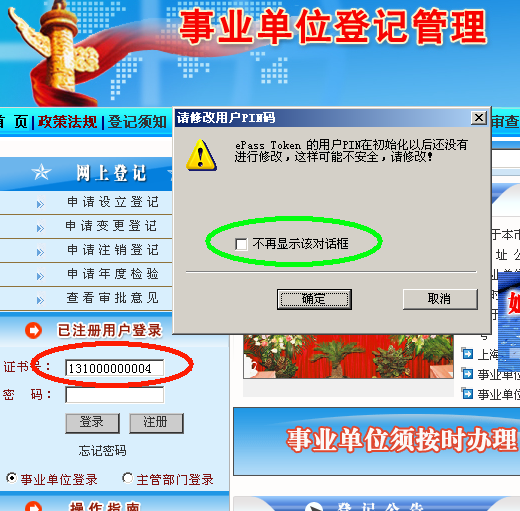 事业单位登记管理
首 页 | 政策法规 | 登记须知
审查
请修改用户PIN码
ePass Token 的用户PIN在初始化以后还没有
进行修改，这样可能不安全，请修改!
不再显示该对话框
确定 取消
网上登记
申请设立登记
申请变更登记
申请注销登记
申请年度检验
查看审批意见
已注册用户登录
证书号： 131000000004
密 码：
登录 注册
忘记密码
事业单位登录 主管部门登录
操作指南
于本市
址 公
上海
事业单
事业单
事业单位须按时办理
登记公告